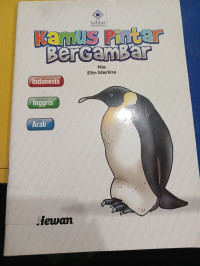 Kamus Pintar
BerGambar
Nia
Elin Marlina
Indonesia
Inggris
Arab
Hewan